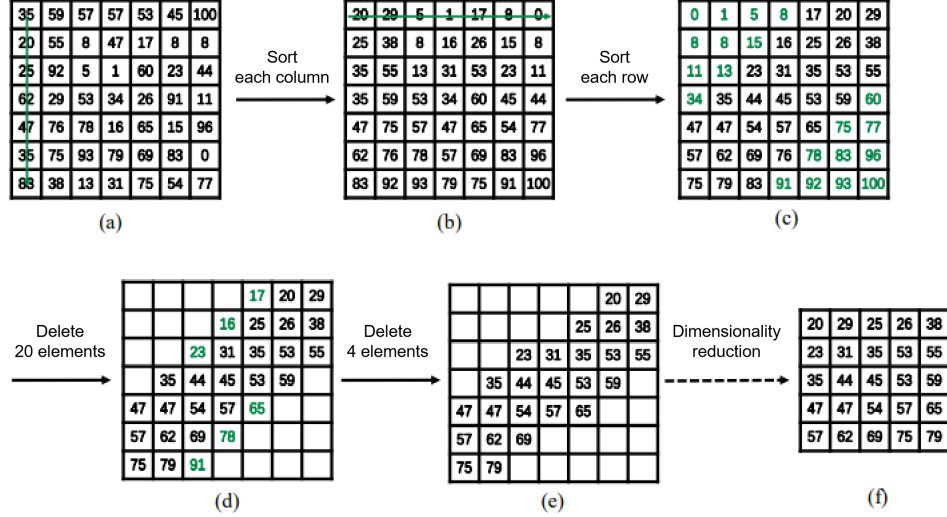 35 59 57 57 53 45 100
20 55 8 47 17 8 8
25 92 5 1 60 23 44
62 29 53 34 26 91 11
47 76 78 16 65 15 96
35 75 93 79 69 83 0
83 38 13 31 75 54 77
(a)
Sort
each column
20 29 5 1 17 8 0
25 38 8 16 26 15 8
35 55 13 31 53 23 11
35 59 53 34 60 45 44
47 75 57 47 65 54 77
62 76 78 57 69 83 96
83 92 93 79 75 91 100
(b)
Sort
each row
0 1 5 8 17 20 29
8 8 15 16 25 26 38
11 13 23 31 35 53 55
34 35 44 45 53 59 60
47 47 54 57 65 75 77
57 62 69 76 78 83 96
75 79 83 91 92 93 100
(c)
Delete
20 elements
17 20 29
16 25 26 38
23 31 35 53 55
35 44 45 53 59
47 47 54 57 65
57 62 69 78
75 79 91
(d)
Delete
4 elements
20 29
25 26 38
23 31 35 53 55
35 44 45 53 59
47 47 54 57 65
57 62 69
75 79
(e)
Dimensionality
reduction
20 29 25 26 38
23 31 35 53 55
35 44 45 53 59
47 47 54 57 65
57 62 69 75 79
(f)